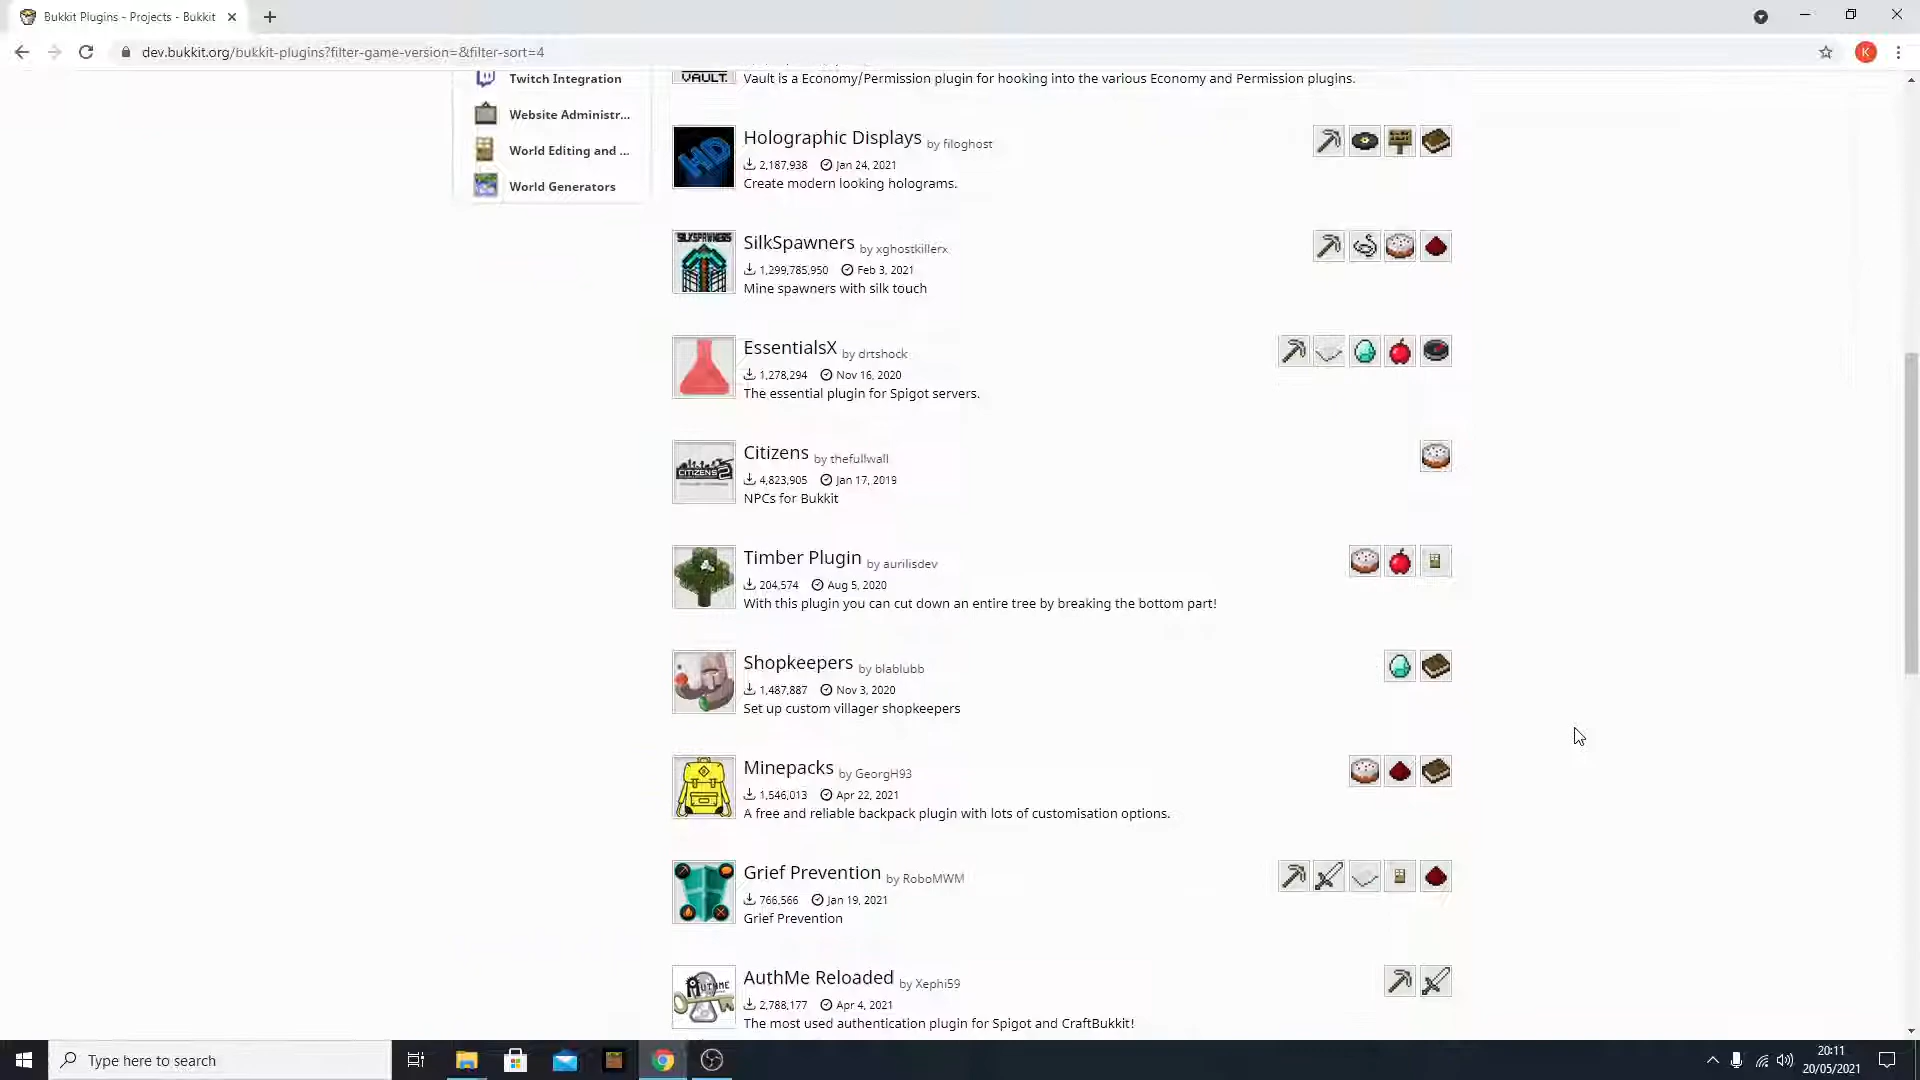 Bukkit Plugins - Projects - Bukkit
dev.bukkit.org/bukkit-plugins?filter-game-version=&filter-sort=4
K
Twitch Integration
Website Administr...
World Editing and ...
World Generators
VAULT.
Vault is a Economy/Permission plugin for hooking into the various Economy and Permission plugins.
HD
Holographic Displays by filoghost
2,187,938 Jan 24, 2021
Create modern looking holograms.
SILKSPAWNERS
SilkSpawners by xghostkillerx
1,299,785,950 Feb 3, 2021
Mine spawners with silk touch
EssentialsX by drtshock
1,278,294 Nov 16, 2020
The essential plugin for Spigot servers.
CITIZENS 2
Citizens by thefullwall
4,823,905 Jan 17, 2019
NPCs for Bukkit
Timber Plugin by aurilisdev
204,574 Aug 5, 2020
With this plugin you can cut down an entire tree by breaking the bottom part!
Shopkeepers by blablubb
1,487,887 Nov 3, 2020
Set up custom villager shopkeepers
Minepacks by GeorgH93
1,546,013 Apr 22, 2021
A free and reliable backpack plugin with lots of customisation options.
Grief Prevention by RoboMWM
766,566 Jan 19, 2021
Grief Prevention
AUTHME
AuthMe Reloaded by Xephi59
2,788,177 Apr 4, 2021
The most used authentication plugin for Spigot and CraftBukkit!
Type here to search
20:11
20/05/2021